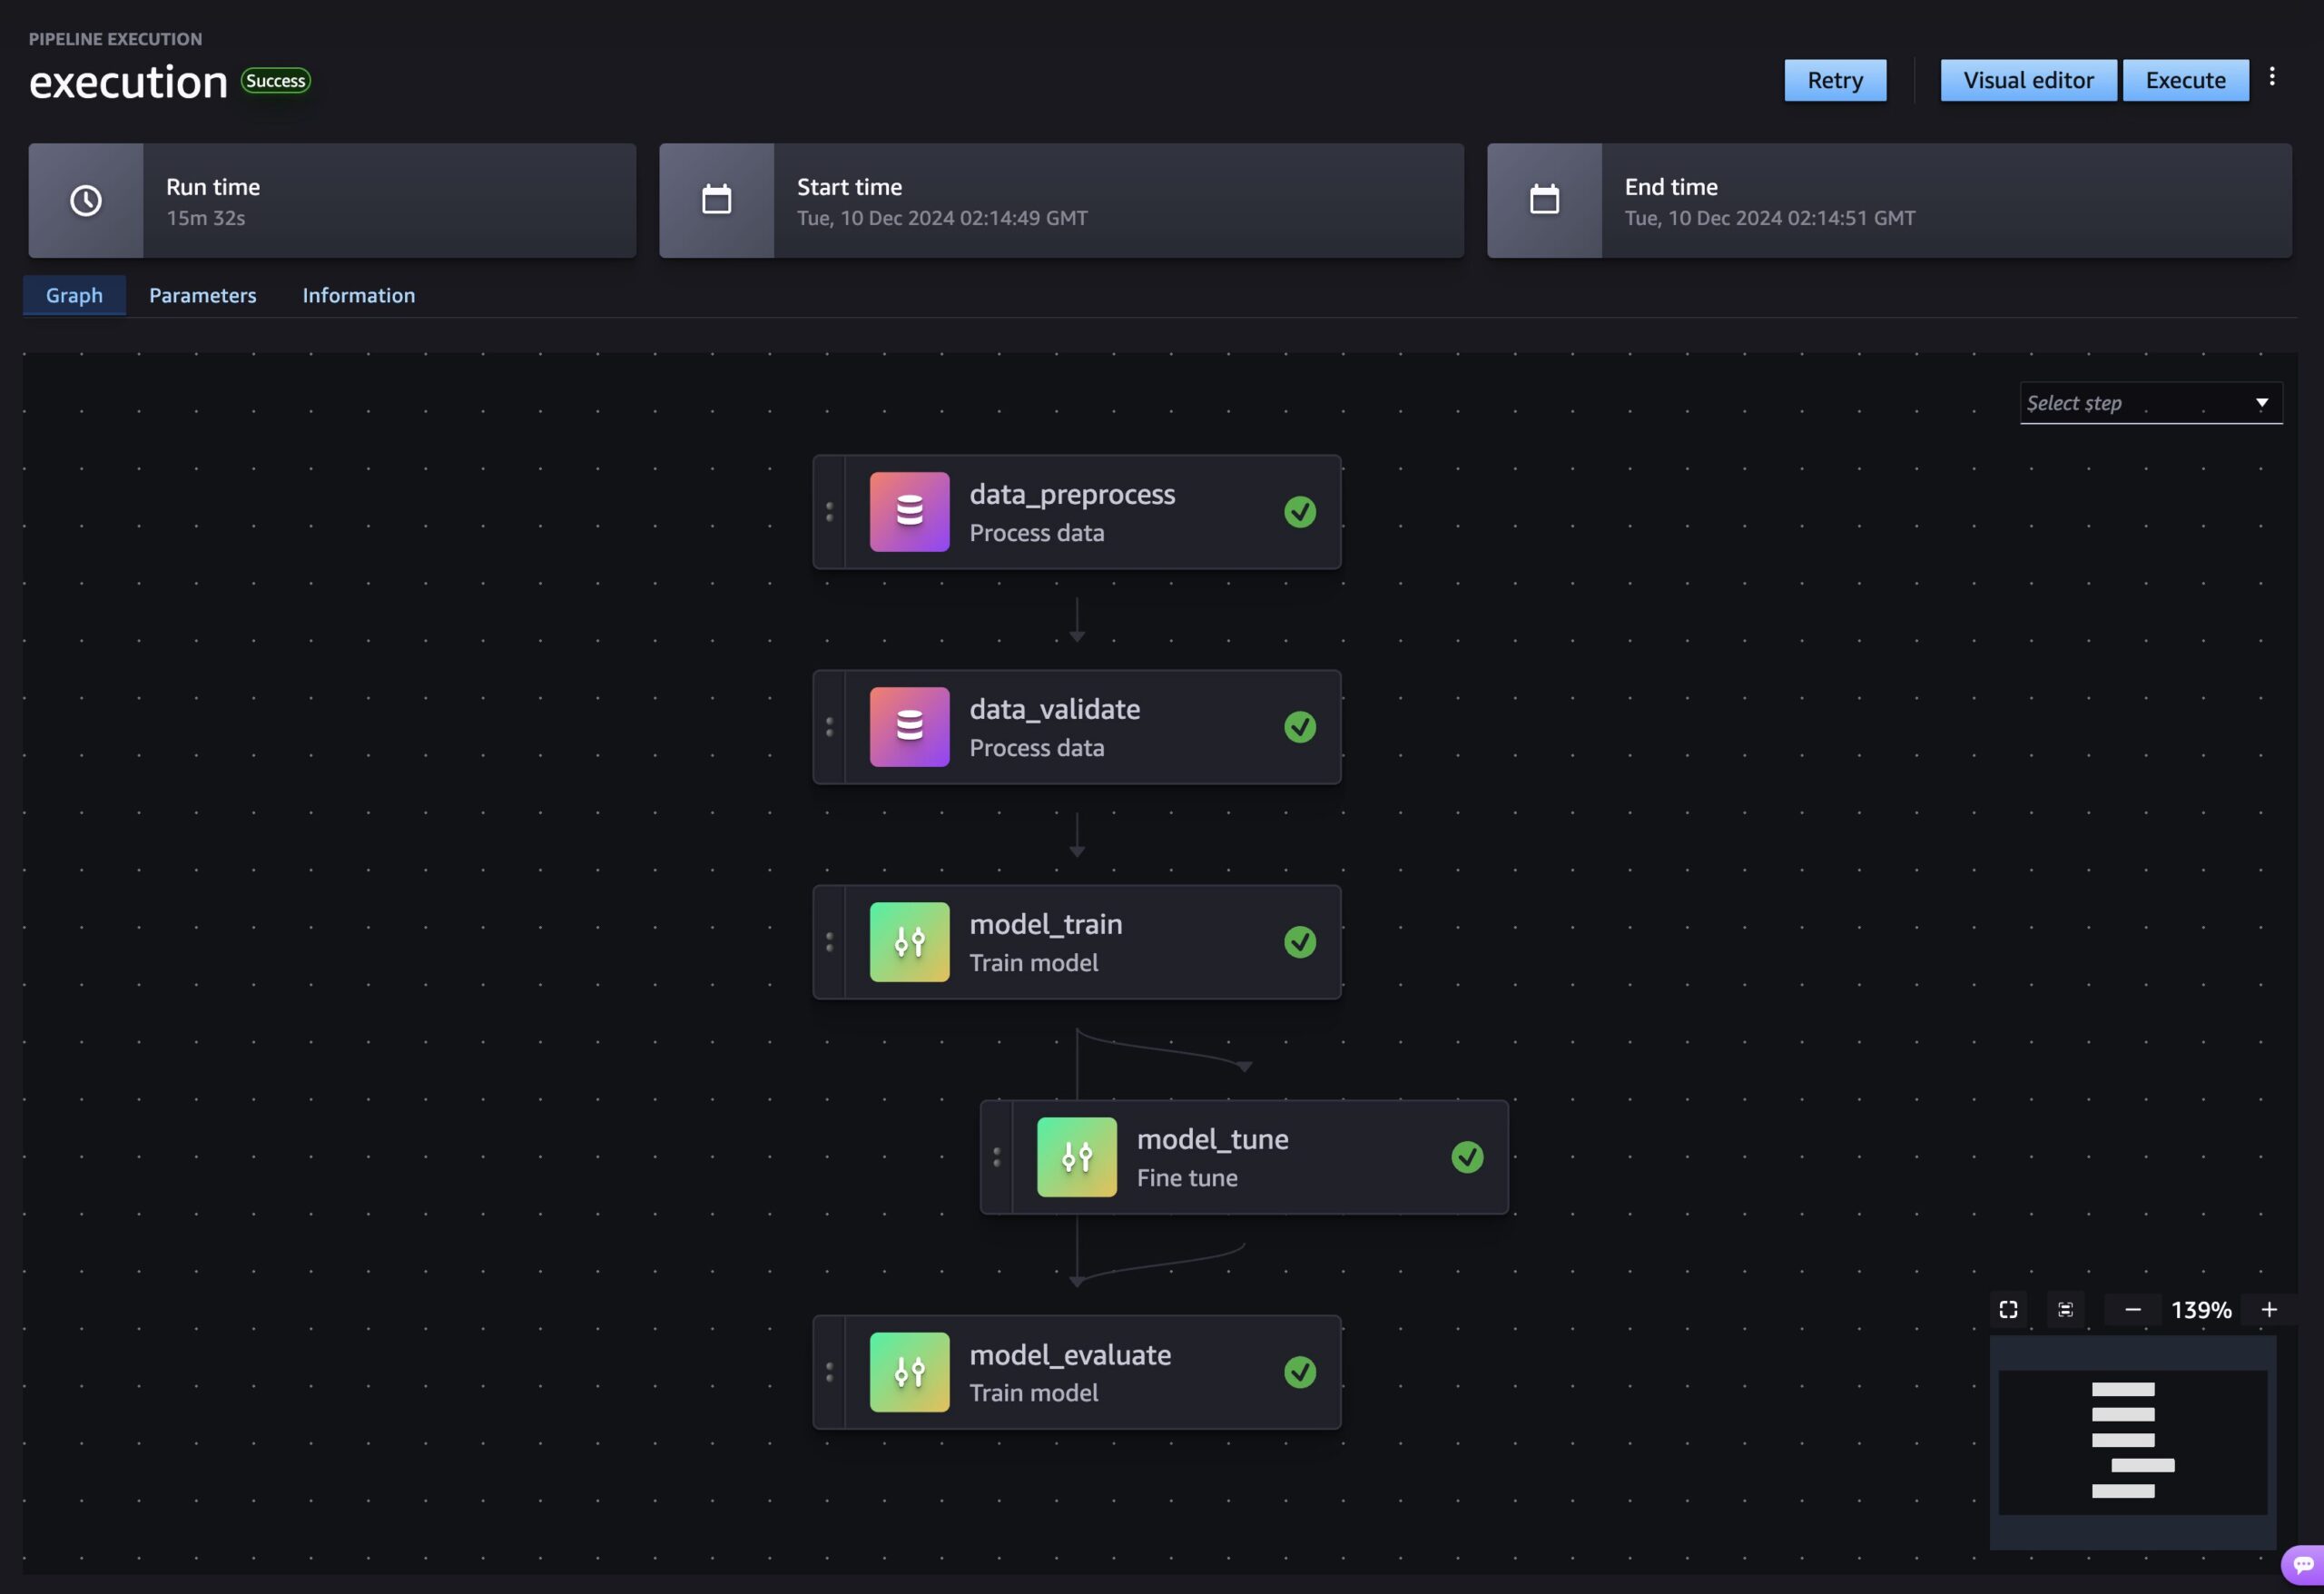 PIPELINE EXECUTION
execution Success
Retry Visual editor Execute
Run time
15m 32s
Start time
Tue, 10 Dec 2024 02:14:49 GMT
End time
Tue, 10 Dec 2024 02:14:51 GMT
Graph Parameters Information
Select step
data_preprocess
Process data
data_validate
Process data
model_train
Train model
model_tune
Fine tune
139%
model_evaluate
Train model